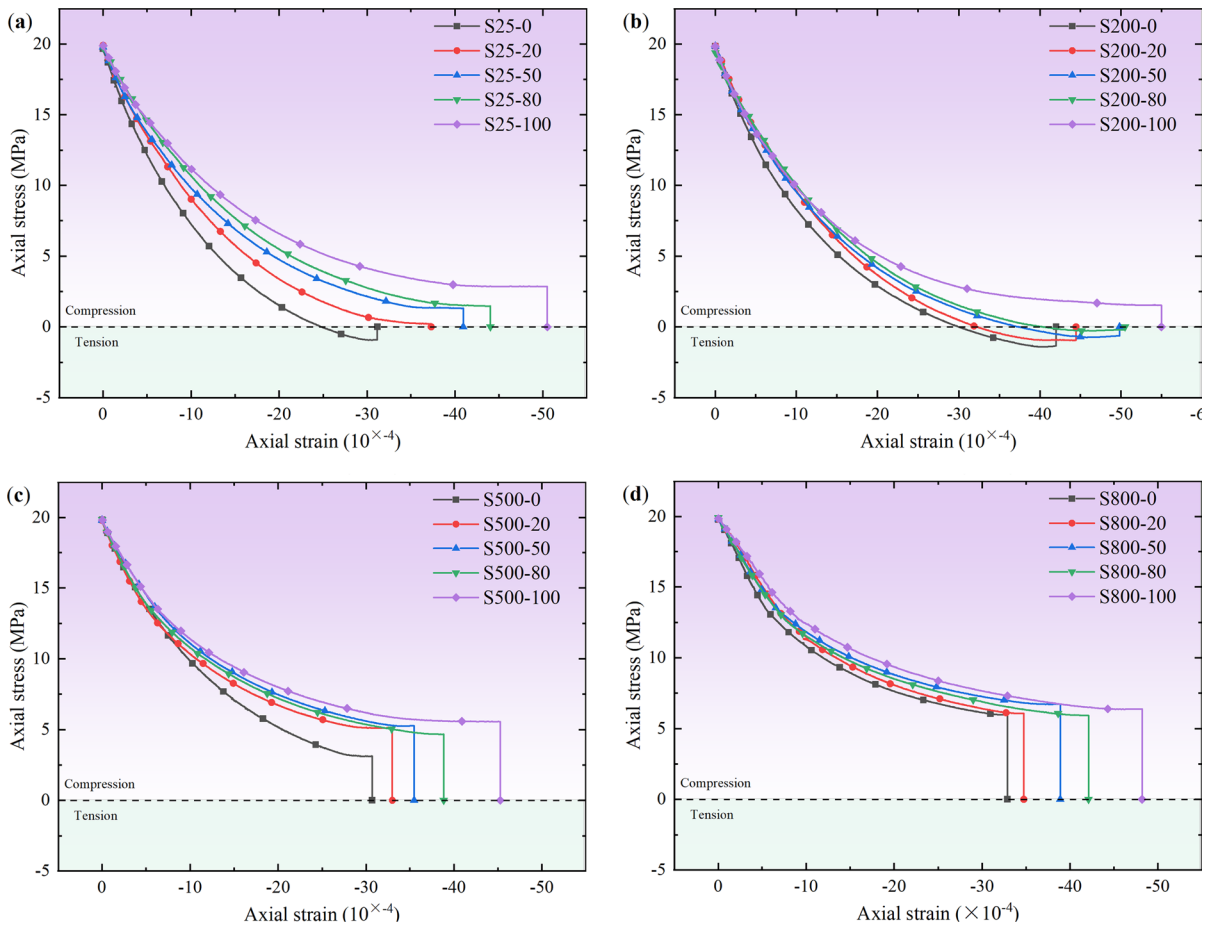 (a)
S25-0
S25-20
S25-50
S25-80
S25-100
20
15
10
5
0
-5
Axial stress (MPa)
Compression
Tension
0 -10 -20 -30 -40 -50
Axial strain (10×-4)
(b)
S200-0
S200-20
S200-50
S200-80
S200-100
20
15
10
5
0
-5
Axial stress (MPa)
Compression
Tension
0 -10 -20 -30 -40 -50 -6
Axial strain (10×-4)
(c)
S500-0
S500-20
S500-50
S500-80
S500-100
20
15
10
5
0
-5
Axial stress (MPa)
Compression
Tension
0 -10 -20 -30 -40 -50
Axial strain (10×-4)
(d)
S800-0
S800-20
S800-50
S800-80
S800-100
20
15
10
5
0
-5
Axial stress (MPa)
Compression
Tension
0 -10 -20 -30 -40 -50
Axial strain (×10-4)